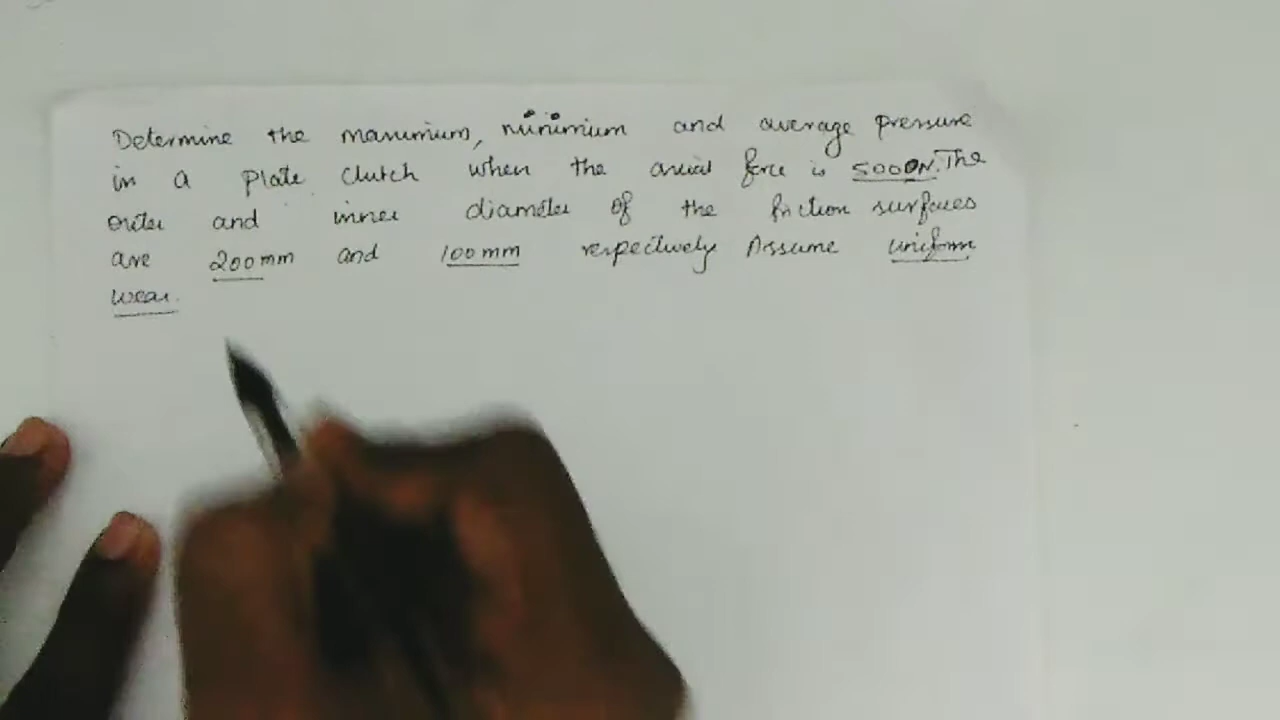 Determine the maximum, minimium and average pressure
in a plate clutch when the axial force is 5000N. The
outer and inner diameter of the friction surfaces
are 200mm and 100mm respectively Assume uniform
wear.